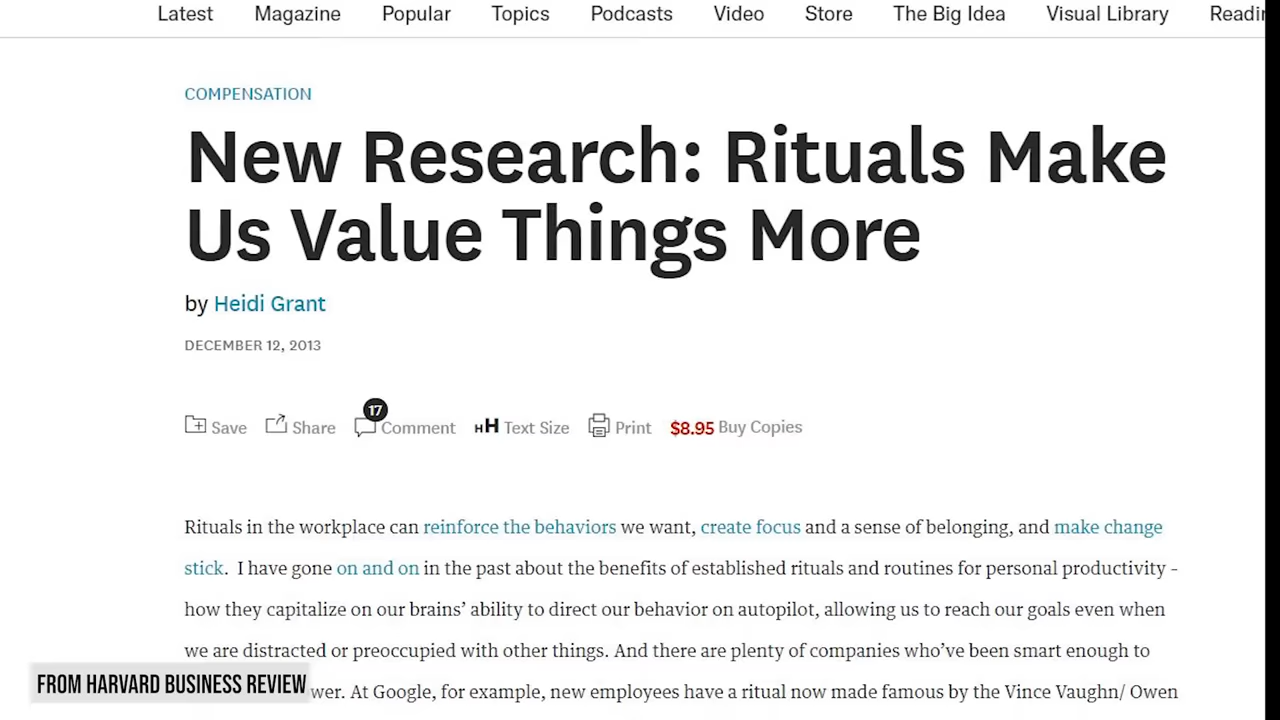 Latest Magazine Popular Topics Podcasts Video Store The Big Idea Visual Library
COMPENSATION
New Research: Rituals Make
Us Value Things More
by Heidi Grant
DECEMBER 12, 2013
17
Save Share Comment HH Text Size Print $8.95 Buy Copies
Rituals in the workplace can reinforce the behaviors we want, create focus and a sense of belonging, and make change
stick. I have gone on and on in the past about the benefits of established rituals and routines for personal productivity –
how they capitalize on our brains’ ability to direct our behavior on autopilot, allowing us to reach our goals even when
we are distracted or preoccupied with other things. And there are plenty of companies who’ve been smart enough to
wer. At Google, for example, new employees have a ritual now made famous by the Vince Vaughn/ Owen
FROM HARVARD BUSINESS REVIEW